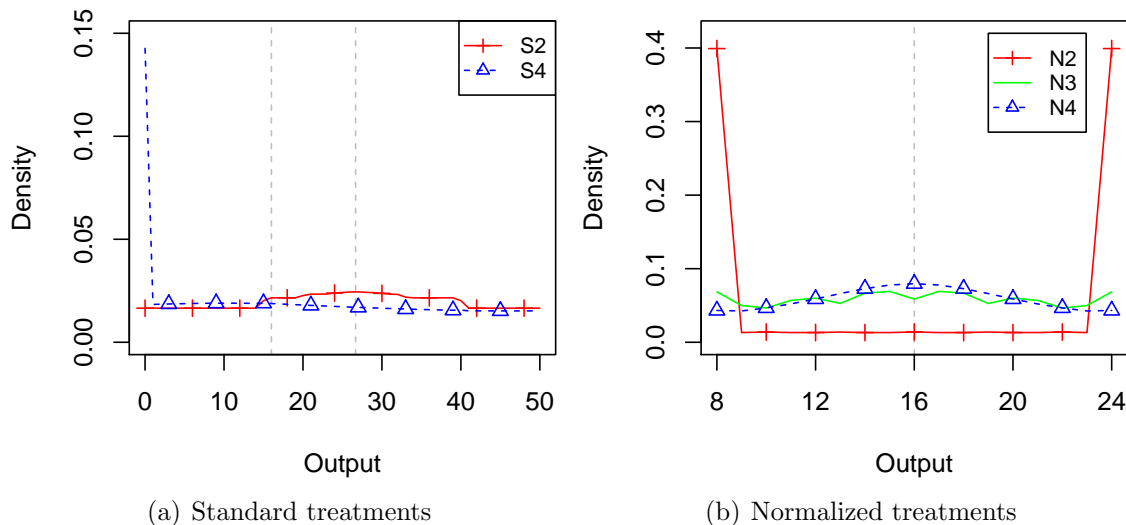 0.15
0.10
0.05
0.00
Density
S2
S4
0 10 20 30 40 50
Output
(a) Standard treatments
0.4
0.3
0.2
0.1
0.0
Density
N2
N3
N4
8 12 16 20 24
Output
(b) Normalized treatments